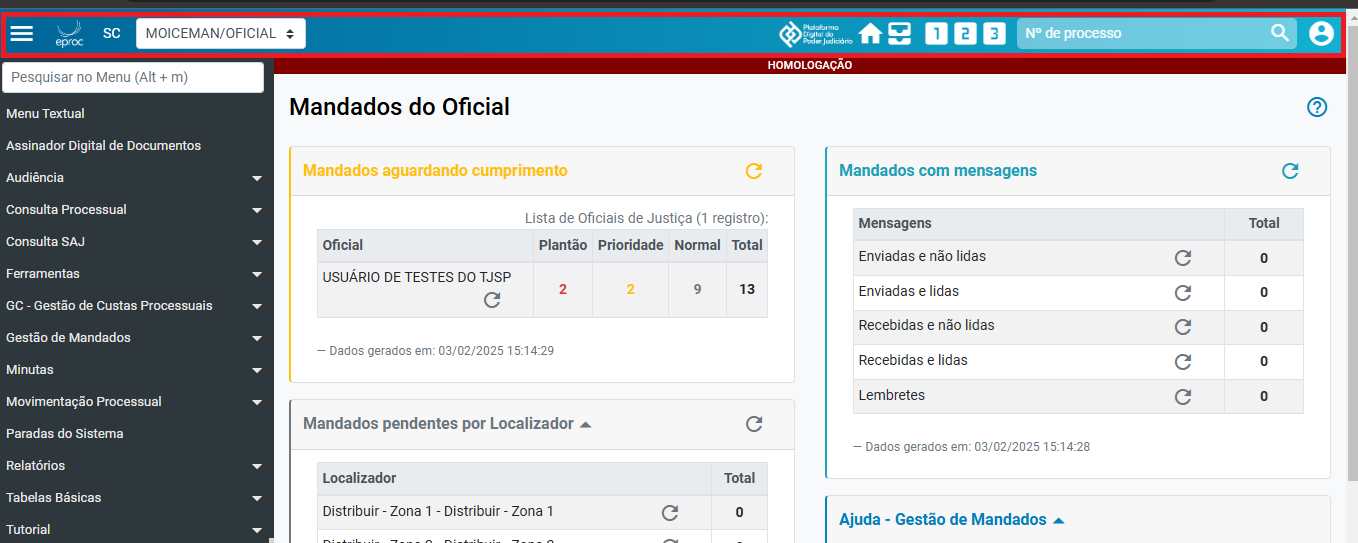 eproc
SC
MOICEMAN/OFICIAL
Plataforma
Digital do
Poder Judiciário
1
2
3
Nº de processo
HOMOLOGAÇÃO
Pesquisar no Menu (Alt + m)
Menu Textual
Assinador Digital de Documentos
Audiência
Consulta Processual
Consulta SAJ
Ferramentas
GC - Gestão de Custas Processuais
Gestão de Mandados
Minutas
Movimentação Processual
Paradas do Sistema
Relatórios
Tabelas Básicas
Tutorial
Mandados do Oficial
Mandados aguardando cumprimento
Lista de Oficiais de Justiça (1 registro):
Oficial Plantão Prioridade Normal Total
USUÁRIO DE TESTES DO TJSP 2 2 9 13
— Dados gerados em: 03/02/2025 15:14:29
Mandados pendentes por Localizador
Localizador Total
Distribuir - Zona 1 - Distribuir - Zona 1 0
Mandados com mensagens
Mensagens Total
Enviadas e não lidas 0
Enviadas e lidas 0
Recebidas e não lidas 0
Recebidas e lidas 0
Lembretes 0
— Dados gerados em: 03/02/2025 15:14:28
Ajuda - Gestão de Mandados